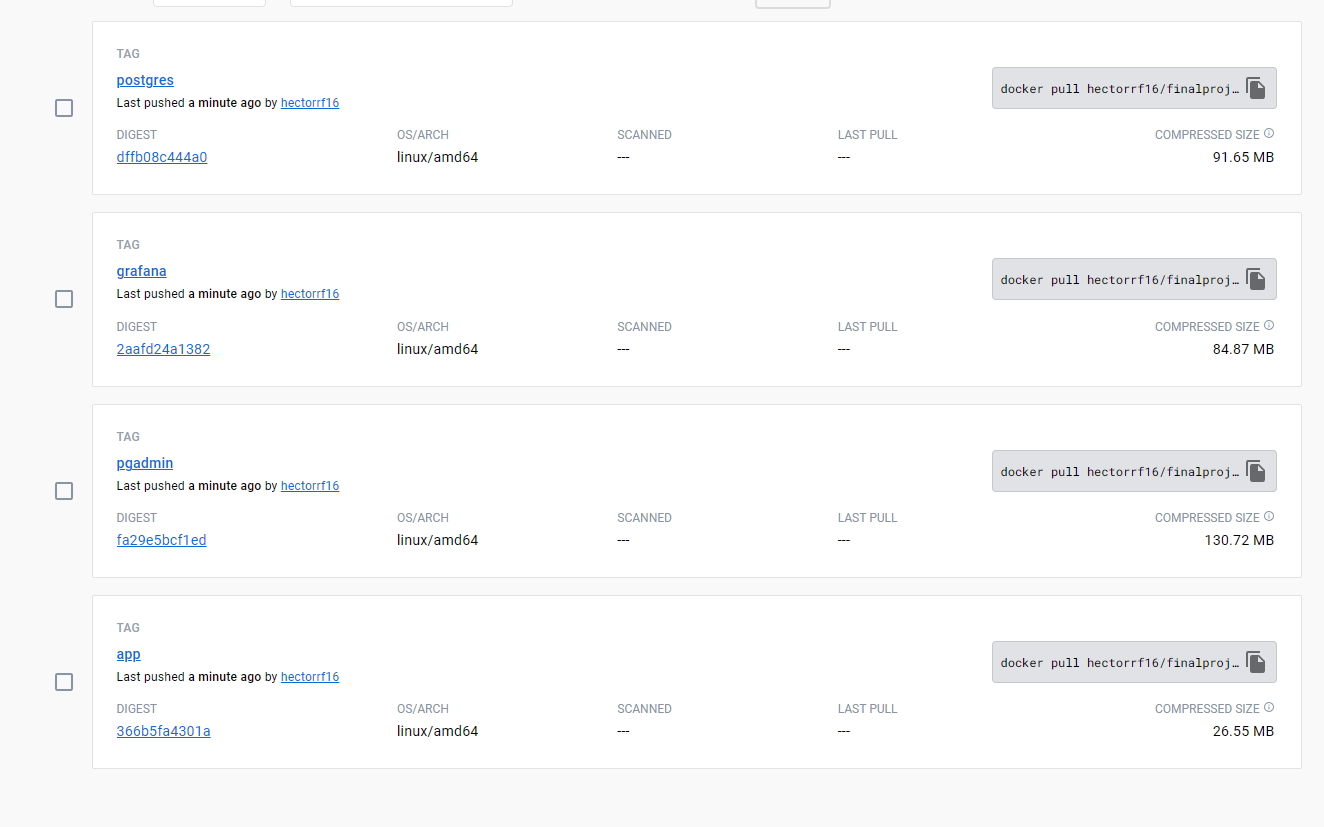 TAG
postgres
Last pushed a minute ago by hectorrf16
docker pull hectorrf16/finalproj…
DIGEST OS/ARCH SCANNED LAST PULL COMPRESSED SIZE
dffb08c444a0 linux/amd64 --- --- 91.65 MB
TAG
grafana
Last pushed a minute ago by hectorrf16
docker pull hectorrf16/finalproj…
DIGEST OS/ARCH SCANNED LAST PULL COMPRESSED SIZE
2aafd24a1382 linux/amd64 --- --- 84.87 MB
TAG
pgadmin
Last pushed a minute ago by hectorrf16
docker pull hectorrf16/finalproj…
DIGEST OS/ARCH SCANNED LAST PULL COMPRESSED SIZE
fa29e5bcf1ed linux/amd64 --- --- 130.72 MB
TAG
app
Last pushed a minute ago by hectorrf16
docker pull hectorrf16/finalproj…
DIGEST OS/ARCH SCANNED LAST PULL COMPRESSED SIZE
366b5fa4301a linux/amd64 --- --- 26.55 MB